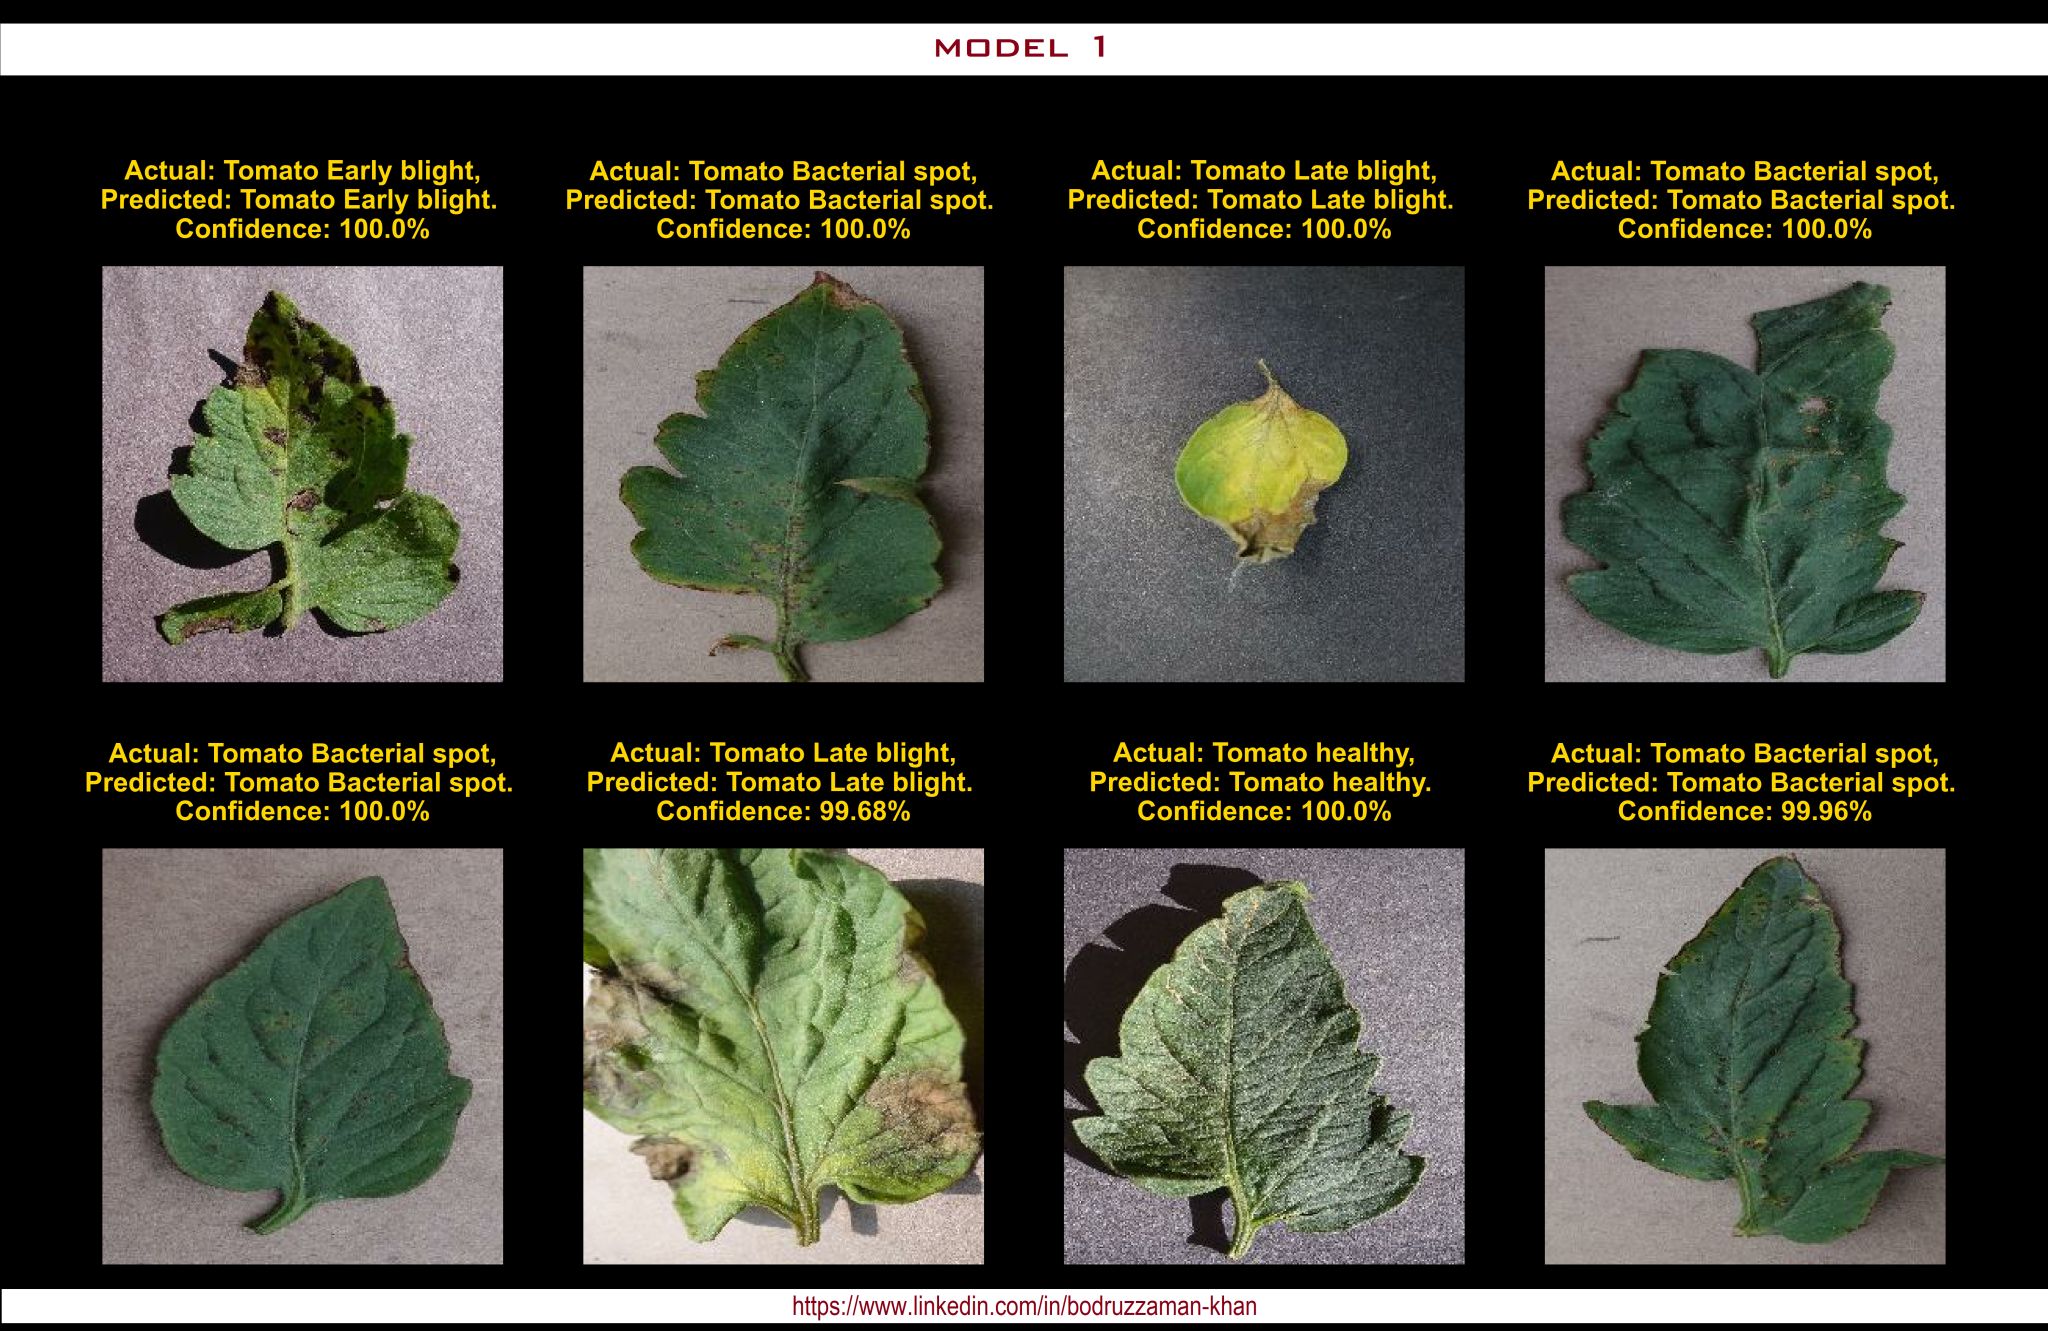 MODEL 1
Actual: Tomato Early blight,
Predicted: Tomato Early blight.
Confidence: 100.0%
Actual: Tomato Bacterial spot,
Predicted: Tomato Bacterial spot.
Confidence: 100.0%
Actual: Tomato Late blight,
Predicted: Tomato Late blight.
Confidence: 100.0%
Actual: Tomato Bacterial spot,
Predicted: Tomato Bacterial spot.
Confidence: 100.0%
Actual: Tomato Bacterial spot,
Predicted: Tomato Bacterial spot.
Confidence: 100.0%
Actual: Tomato Late blight,
Predicted: Tomato Late blight.
Confidence: 99.68%
Actual: Tomato healthy,
Predicted: Tomato healthy.
Confidence: 100.0%
Actual: Tomato Bacterial spot,
Predicted: Tomato Bacterial spot.
Confidence: 99.96%
https://www.linkedin.com/in/bodruzzaman-khan